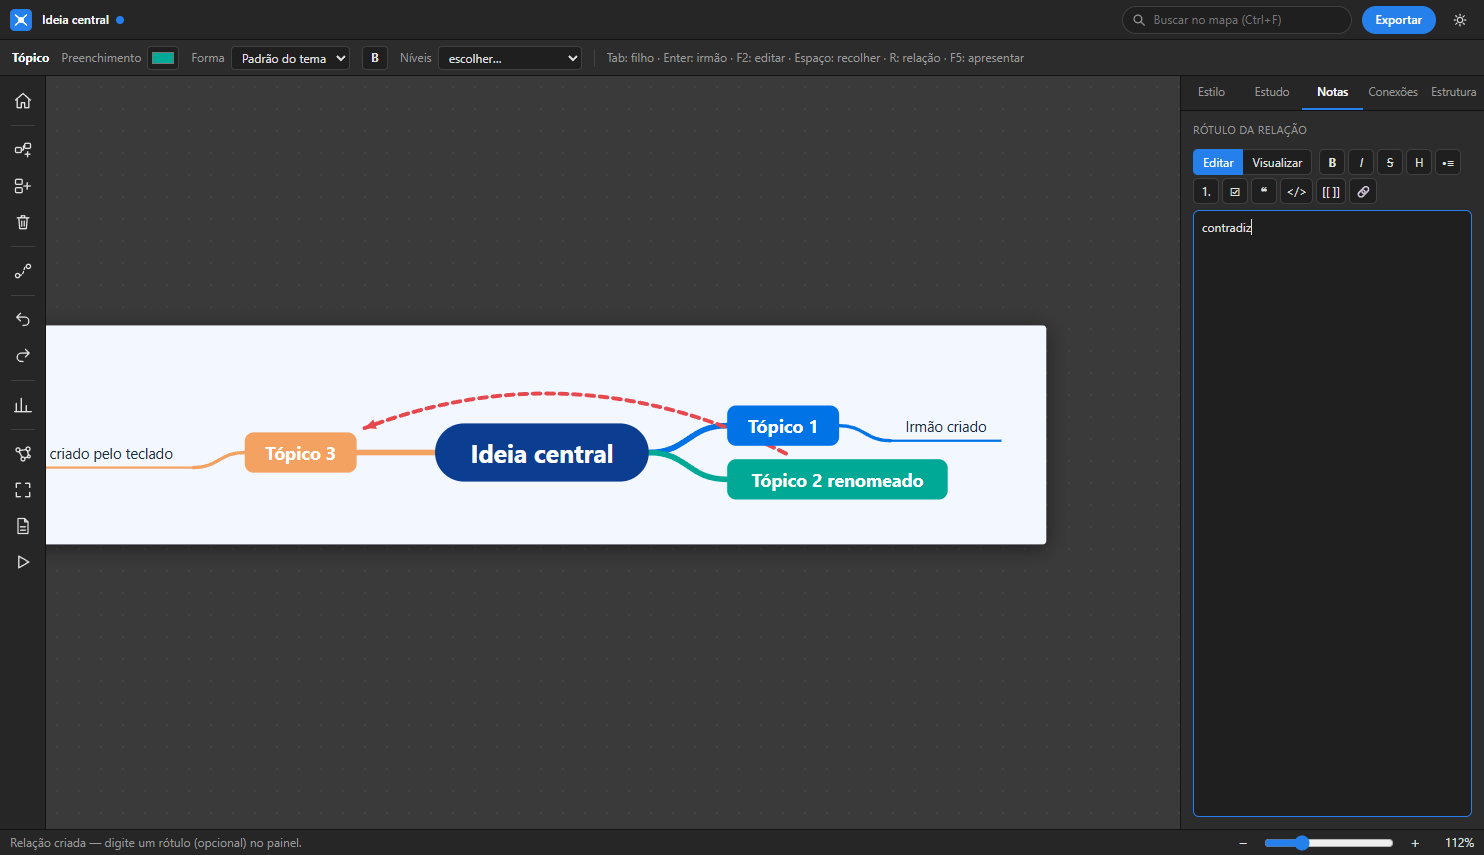 Ideia central
Buscar no mapa (Ctrl+F)
Exportar
Tópico
Preenchimento
Forma
Padrão do tema
B
Níveis
escolher...
Tab: filho · Enter: irmão · F2: editar · Espaço: recolher · R: relação · F5: apresentar
Estilo
Estudo
Notas
Conexões
Estrutura
RÓTULO DA RELAÇÃO
Editar
Visualizar
B
I
S
H
•≡
1.
❝
</>
[[ ]]
contradiz
criado pelo teclado
Tópico 3
Ideia central
Tópico 1
Irmão criado
Tópico 2 renomeado
Relação criada — digite um rótulo (opcional) no painel.
−
+
112%